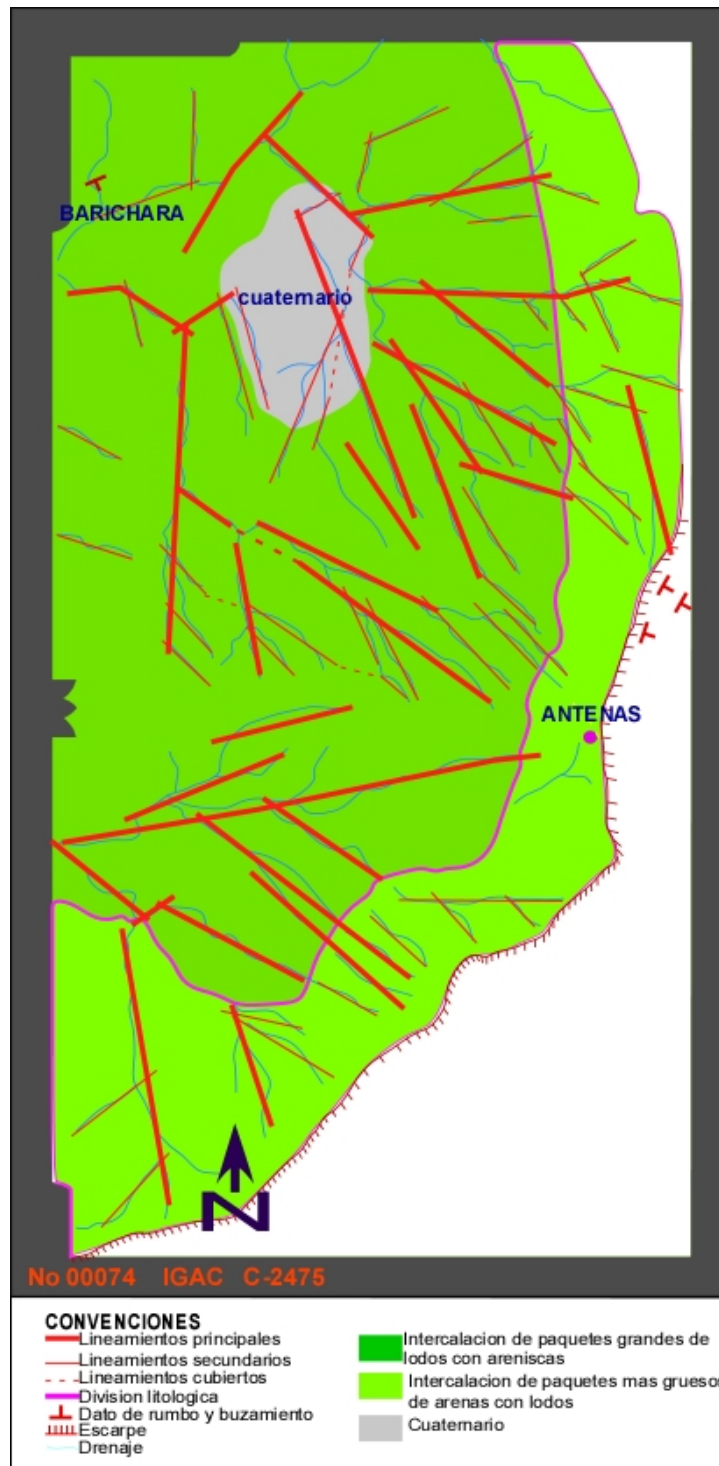 BARICHARA
cuaternario
ANTENAS
N
No 00074 IGAC C-2475
CONVENCIONES
Lineamientos principales
Lineamientos secundarios
Lineamientos cubiertos
Division litologica
Dato de rumbo y buzamiento
Escarpe
Drenaje
Intercalacion de paquetes grandes de
lodos con areniscas
Intercalacion de paquetes mas gruesos
de arenas con lodos
Cuaternario